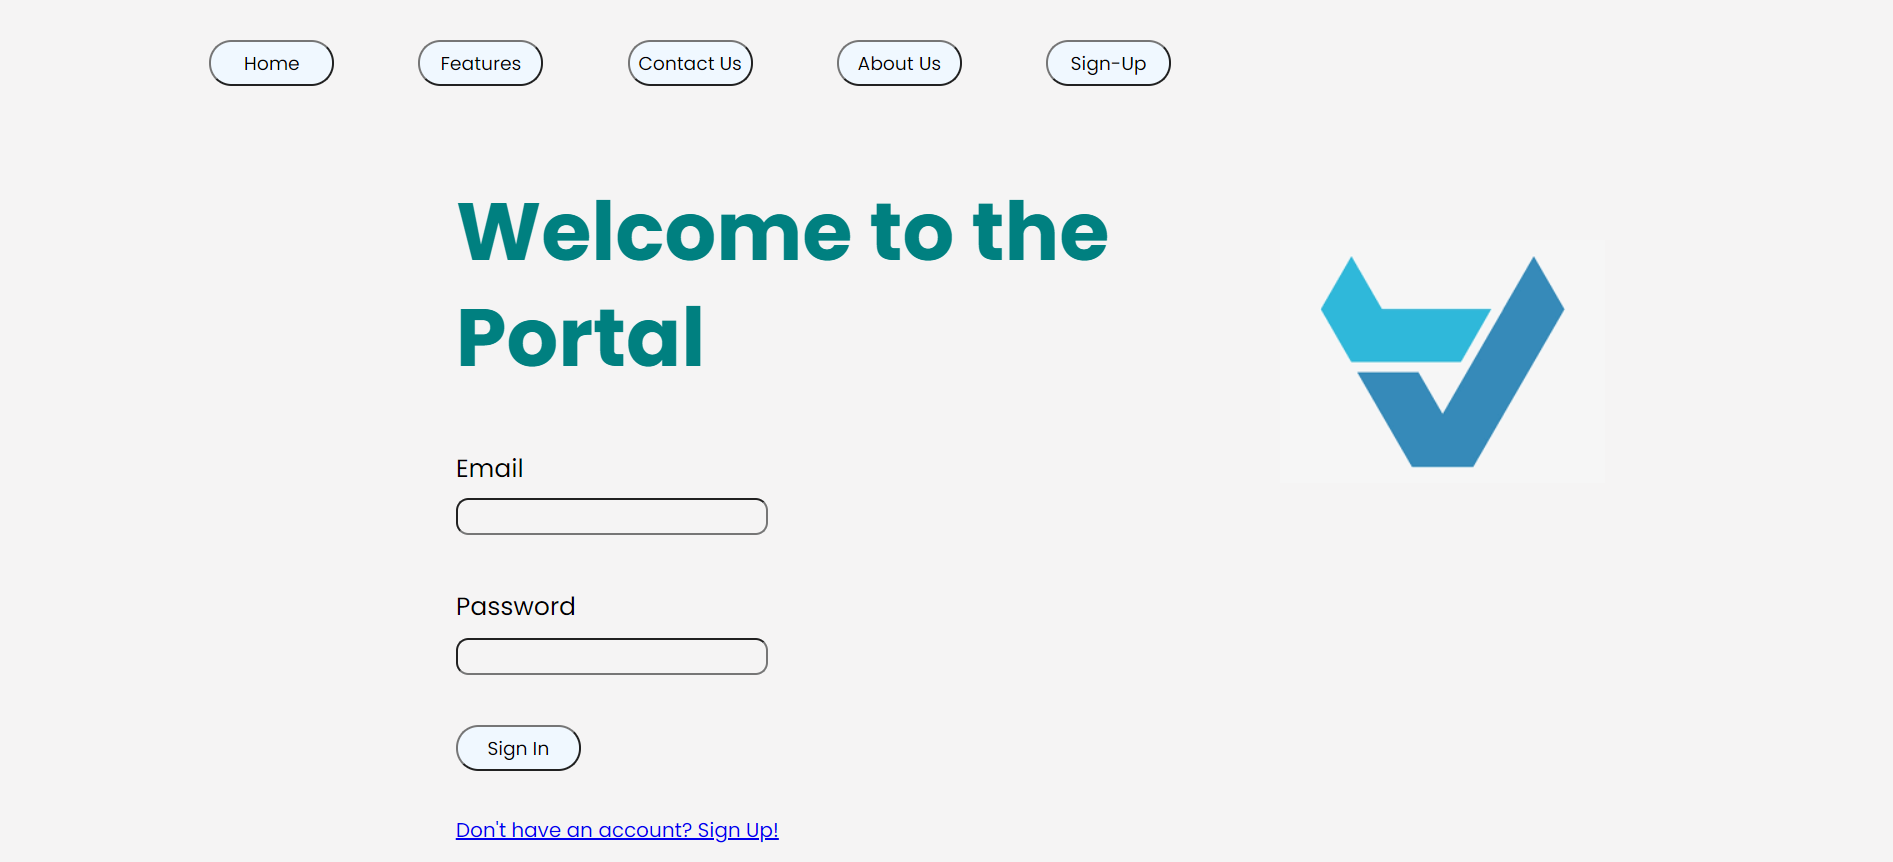 Home Features Contact Us About Us Sign-Up
Welcome to the
Portal
Email
Password
Sign In
Don't have an account? Sign Up!